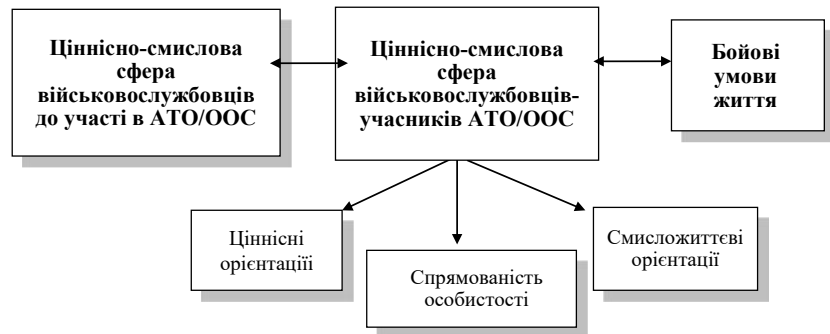 Ціннісно-смислова
сфера
військовослужбовців
до участі в АТО/ООС
Ціннісно-смислова
сфера
військовослужбовців-
учасників АТО/ООС
Бойові
умови
життя
Ціннісні
орієнтаціїі
Спрямованість
особистості
Смисложиттєві
орієнтації